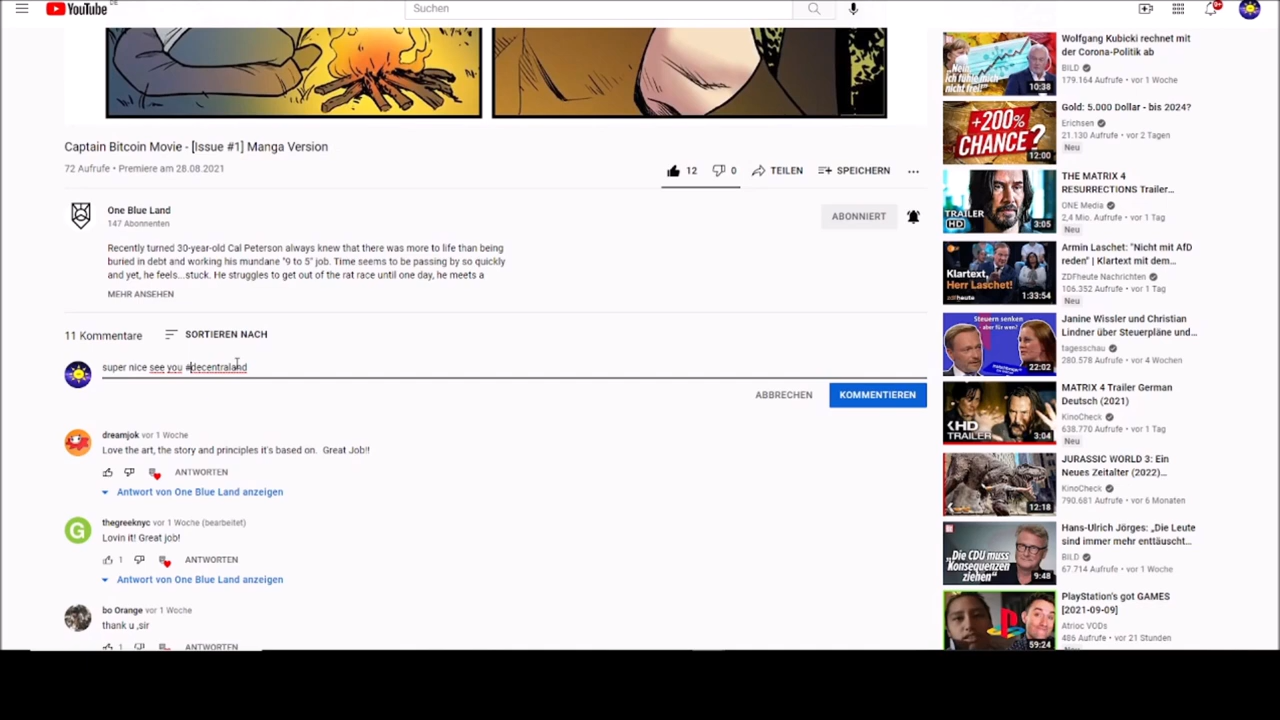 YouTube
Suchen
9+
Captain Bitcoin Movie - [Issue #1] Manga Version
72 Aufrufe • Premiere am 28.08.2021
12
0
TEILEN
SPEICHERN
One Blue Land
147 Abonnenten
ABONNIERT
Recently turned 30-year-old Cal Peterson always knew that there was more to life than being
buried in debt and working his mundane "9 to 5" job. Time seems to be passing by so quickly
and yet, he feels...stuck. He struggles to get out of the rat race until one day, he meets a
MEHR ANSEHEN
11 Kommentare
SORTIEREN NACH
super nice see you #decentraland
ABBRECHEN
KOMMENTIEREN
dreamjok vor 1 Woche
Love the art, the story and principles it's based on. Great Job!!
ANTWORTEN
Antwort von One Blue Land anzeigen
G
thegreeknyc vor 1 Woche (bearbeitet)
Lovin it! Great job!
1
ANTWORTEN
Antwort von One Blue Land anzeigen
bo Orange vor 1 Woche
thank u ,sir
1
ANTWORTEN
"Nein,
ich fühle mich
nicht frei!"
10:38
Wolfgang Kubicki rechnet mit
der Corona-Politik ab
BILD
179.164 Aufrufe • vor 1 Woche
+200%
CHANCE?
12:00
Gold: 5.000 Dollar - bis 2024?
Erichsen
21.130 Aufrufe • vor 2 Tagen
Neu
TRAILER
HD
3:05
THE MATRIX 4
RESURRECTIONS Trailer...
ONE Media
2,4 Mio. Aufrufe • vor 1 Tag
Neu
Klartext,
Herr Laschet!
zdfheute
1:33:54
Armin Laschet: "Nicht mit AfD
reden" | Klartext mit dem...
ZDFheute Nachrichten
106.352 Aufrufe • vor 1 Tag
Neu
Steuern senken
- aber für wen?
22:02
Janine Wissler und Christian
Lindner über Steuerpläne und...
tagesschau
280.578 Aufrufe • vor 4 Wochen
HD
TRAILER
3:04
MATRIX 4 Trailer German
Deutsch (2021)
KinoCheck
638.770 Aufrufe • vor 1 Tag
Neu
12:18
JURASSIC WORLD 3: Ein
Neues Zeitalter (2022)...
KinoCheck
790.681 Aufrufe • vor 6 Monaten
„Die CDU muss
Konsequenzen
ziehen"
9:48
Hans-Ulrich Jörges: „Die Leute
sind immer mehr enttäuscht...
BILD
67.714 Aufrufe • vor 1 Woche
59:24
PlayStation's got GAMES
[2021-09-09]
Atrioc VODs
486 Aufrufe • vor 21 Stunden